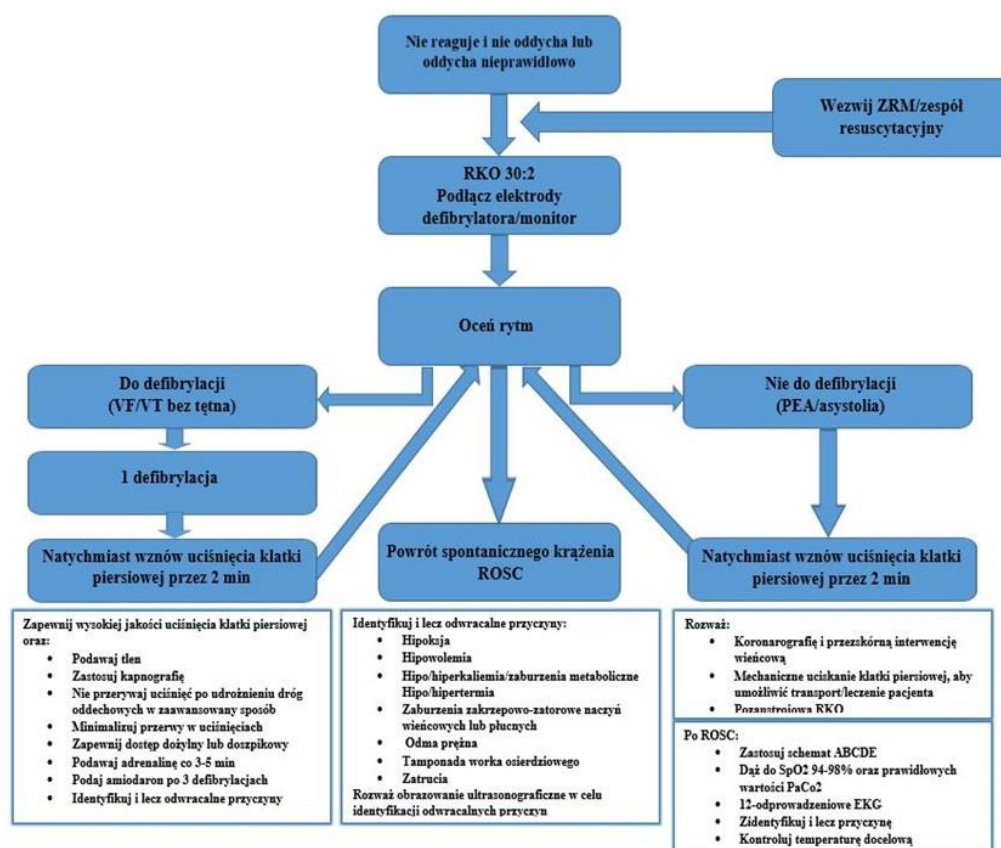 Nie reaguje i nie oddycha lub
oddycha nieprawidłowo
Wezwij ZRM/zespół
resuscytacyjny
RKO 30:2
Podłącz elektrody
defibrylatora/monitor
Oceń rytm
Do defibrylacji
(VF/VT bez tętna)
Nie do defibrylacji
(PEA/asystolia)
1 defibrylacja
Natychmiast wznów uciśnięcia klatki
piersiowej przez 2 min
Powrót spontanicznego krążenia
ROSC
Natychmiast wznów uciśnięcia klatki
piersiowej przez 2 min
Zapewnij wysokiej jakości uciśnięcia klatki piersiowej
oraz:
• Podawaj tlen
• Zastosuj kapnografię
• Nie przerywaj uciśnięć po udrożnieniu dróg
oddechowych w zaawansowany sposób
• Minimalizuj przerwy w uciśnięciach
• Zapewnij dostęp dożylny lub doszpikowy
• Podawaj adrenalinę co 3-5 min
• Podaj amiodaron po 3 defibrylacjach
• Identyfikuj i lecz odwracalne przyczyny
Identyfikuj i lecz odwracalne przyczyny:
• Hipoksja
• Hipowolemia
• Hipo/hiperkaliemia/zaburzenia metaboliczne
Hipo/hipertermia
• Zaburzenia zakrzepowo-zatorowe naczyń
wieńcowych lub płucnych
• Odma prężna
• Tamponada worka osierdziowego
• Zatrucia
Rozważ obrazowanie ultrasonograficzne w celu
identyfikacji odwracalnych przyczyn
Rozważ:
• Koronarografię i przezskórną interwencję
wieńcową
• Mechaniczne uciskanie klatki piersiowej, aby
umożliwić transport/leczenie pacjenta
• Pozaustrojową RKO
Po ROSC:
• Zastosuj schemat ABCDE
• Dąż do SpO2 94-98% oraz prawidłowych
wartości PaCo2
• 12-odprowadzeniowe EKG
• Zidentyfikuj i lecz przyczynę
• Kontroluj temperaturę docelową